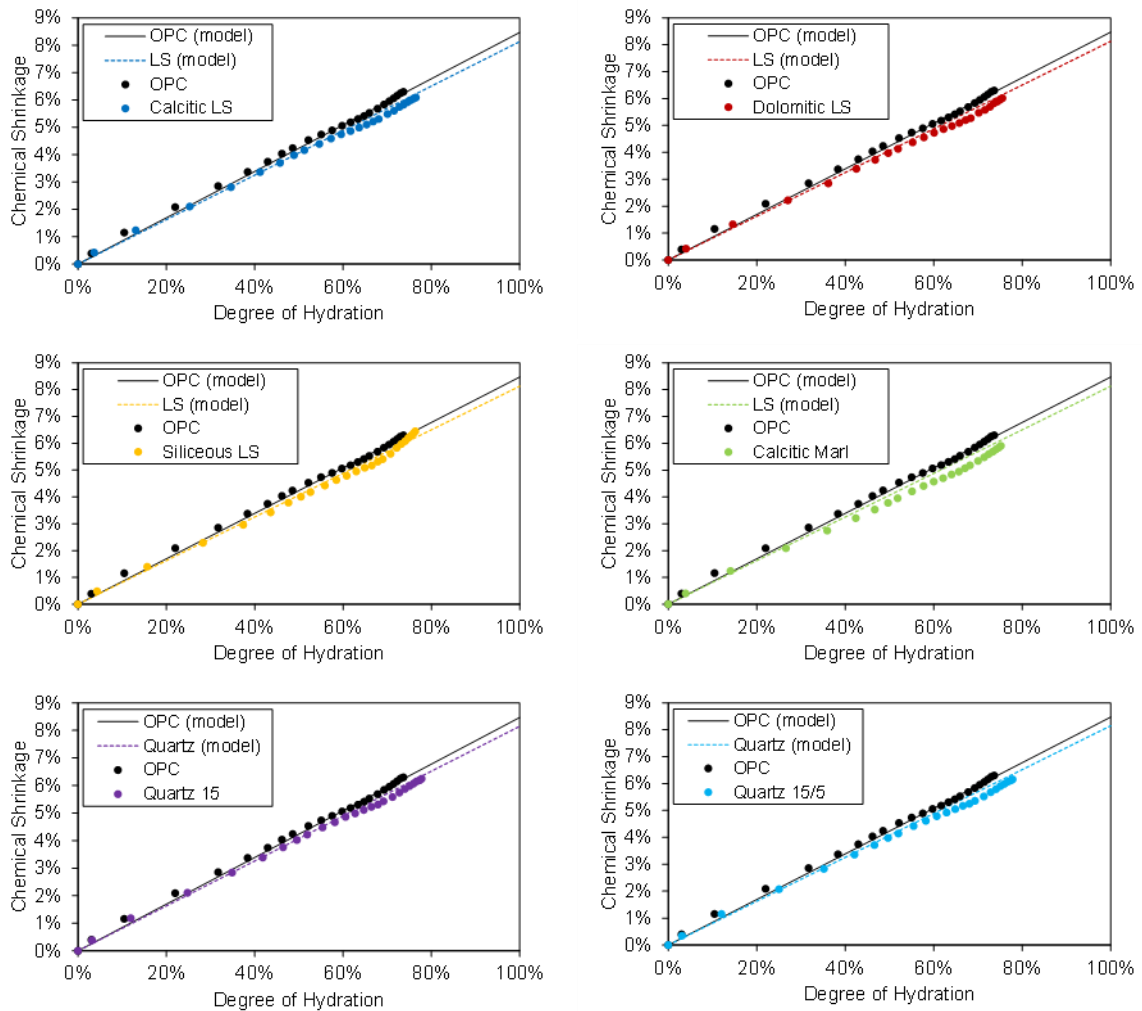 9%
8%
7%
6%
5%
4%
3%
2%
1%
0%
Chemical Shrinkage
OPC (model)
LS (model)
OPC
Calcitic LS
0% 20% 40% 60% 80% 100%
Degree of Hydration
9%
8%
7%
6%
5%
4%
3%
2%
1%
0%
Chemical Shrinkage
OPC (model)
LS (model)
OPC
Dolomitic LS
0% 20% 40% 60% 80% 100%
Degree of Hydration
9%
8%
7%
6%
5%
4%
3%
2%
1%
0%
Chemical Shrinkage
OPC (model)
LS (model)
OPC
Siliceous LS
0% 20% 40% 60% 80% 100%
Degree of Hydration
9%
8%
7%
6%
5%
4%
3%
2%
1%
0%
Chemical Shrinkage
OPC (model)
LS (model)
OPC
Calcitic Marl
0% 20% 40% 60% 80% 100%
Degree of Hydration
9%
8%
7%
6%
5%
4%
3%
2%
1%
0%
Chemical Shrinkage
OPC (model)
Quartz (model)
OPC
Quartz 15
0% 20% 40% 60% 80% 100%
Degree of Hydration
9%
8%
7%
6%
5%
4%
3%
2%
1%
0%
Chemical Shrinkage
OPC (model)
Quartz (model)
OPC
Quartz 15/5
0% 20% 40% 60% 80% 100%
Degree of Hydration